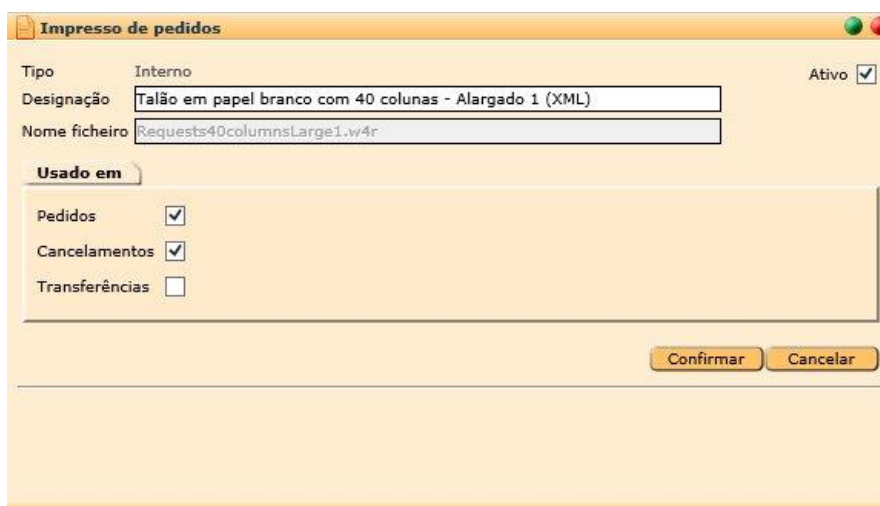 Impresso de pedidos
Tipo Interno Ativo
Designação Talão em papel branco com 40 colunas - Alargado 1 (XML)
Nome ficheiro Requests40columnsLarge1.w4r
Usado em
Pedidos
Cancelamentos
Transferências
Confirmar Cancelar